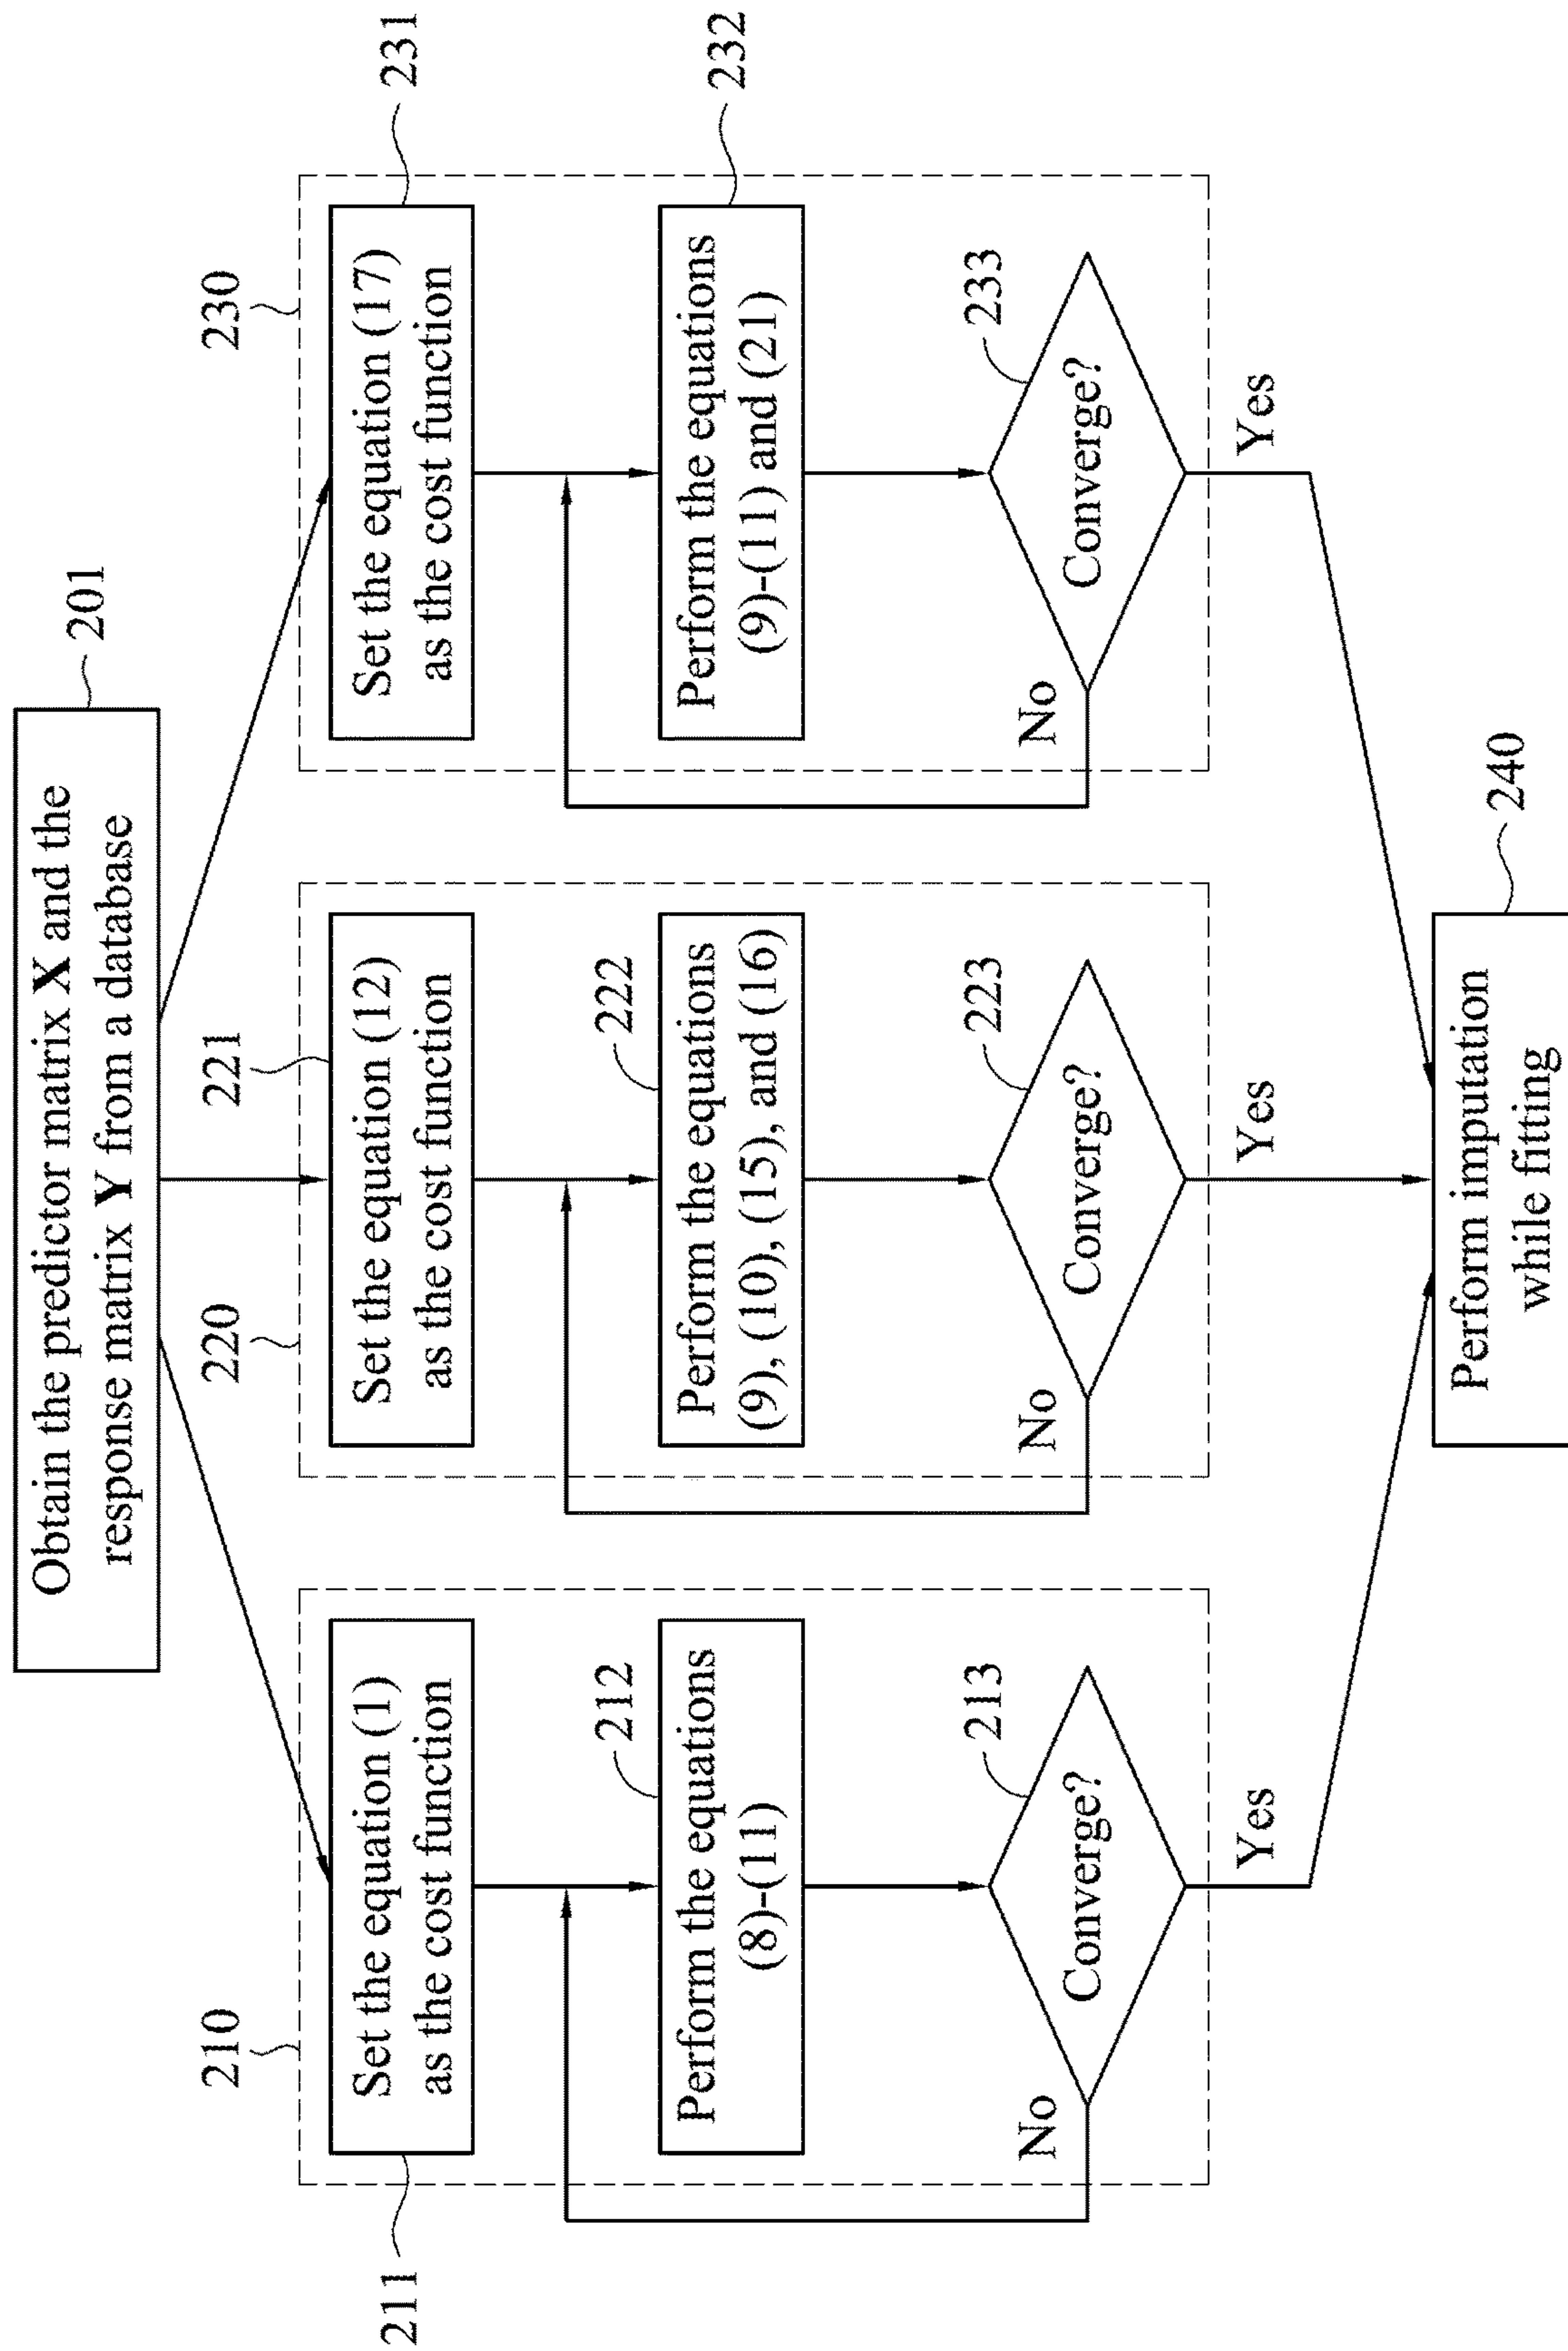 Obtain the predictor matrix X and the
response matrix Y from a database
201
210
211
Set the equation (1)
as the cost function
212
Perform the equations
(8)-(11)
213
Converge?
No
Yes
220
221
Set the equation (12)
as the cost function
222
Perform the equations
(9), (10), (15), and (16)
223
Converge?
No
Yes
230
231
Set the equation (17)
as the cost function
232
Perform the equations
(9)-(11) and (21)
233
Converge?
No
Yes
240
Perform imputation
while fitting